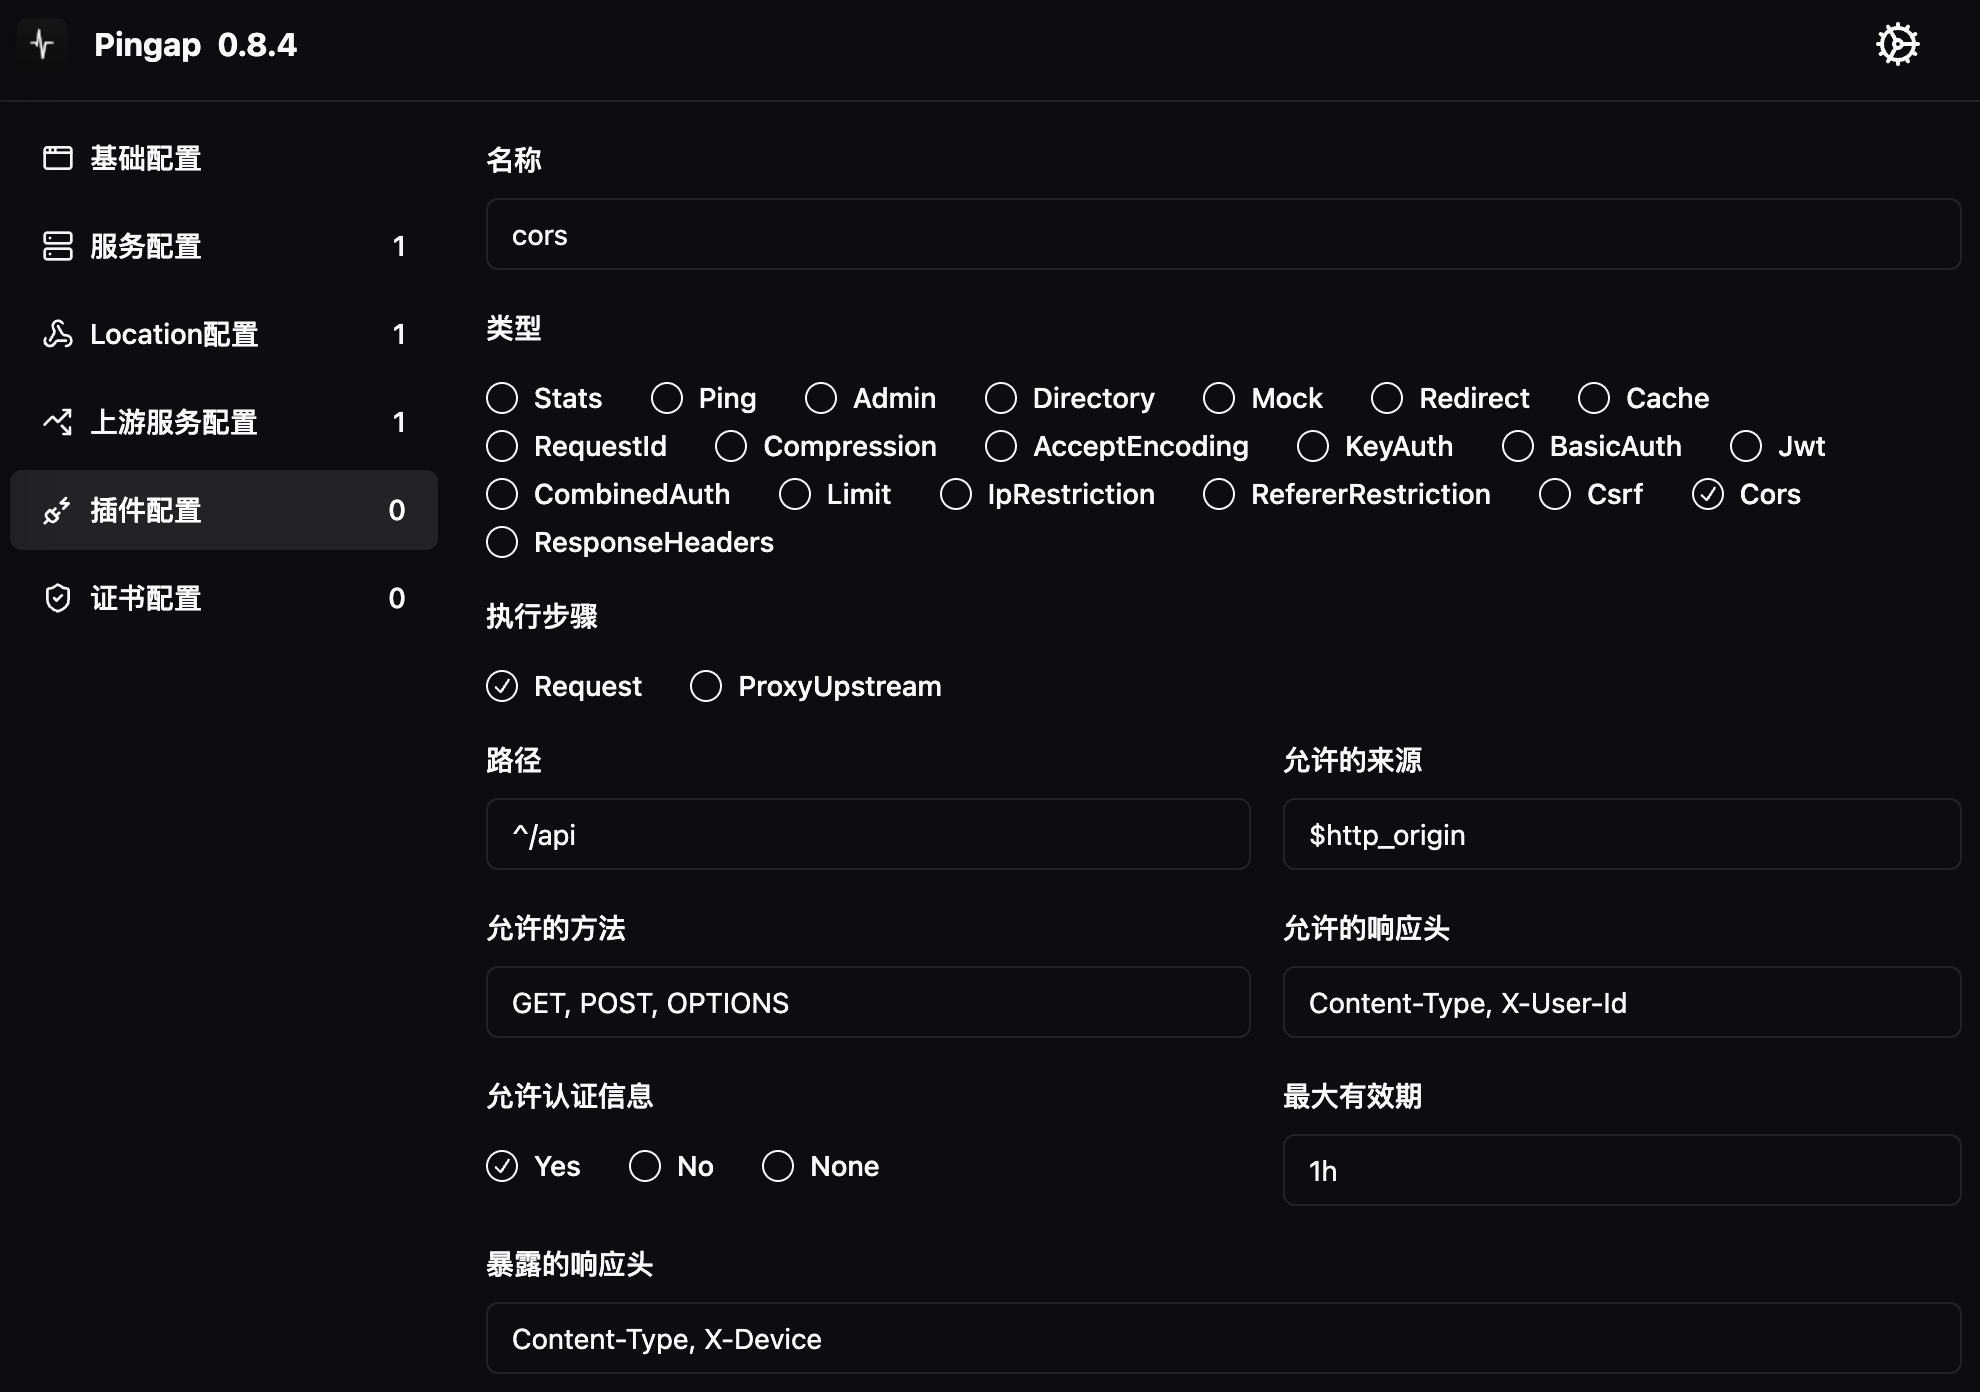 Pingap 0.8.4
基础配置
服务配置 1
Location配置 1
上游服务配置 1
插件配置 0
证书配置 0
名称
cors
类型
Stats Ping Admin Directory Mock Redirect Cache
RequestId Compression AcceptEncoding KeyAuth BasicAuth Jwt
CombinedAuth Limit IpRestriction RefererRestriction Csrf Cors
ResponseHeaders
执行步骤
Request ProxyUpstream
路径 允许的来源
^/api $http_origin
允许的方法 允许的响应头
GET, POST, OPTIONS Content-Type, X-User-Id
允许认证信息 最大有效期
Yes No None 1h
暴露的响应头
Content-Type, X-Device